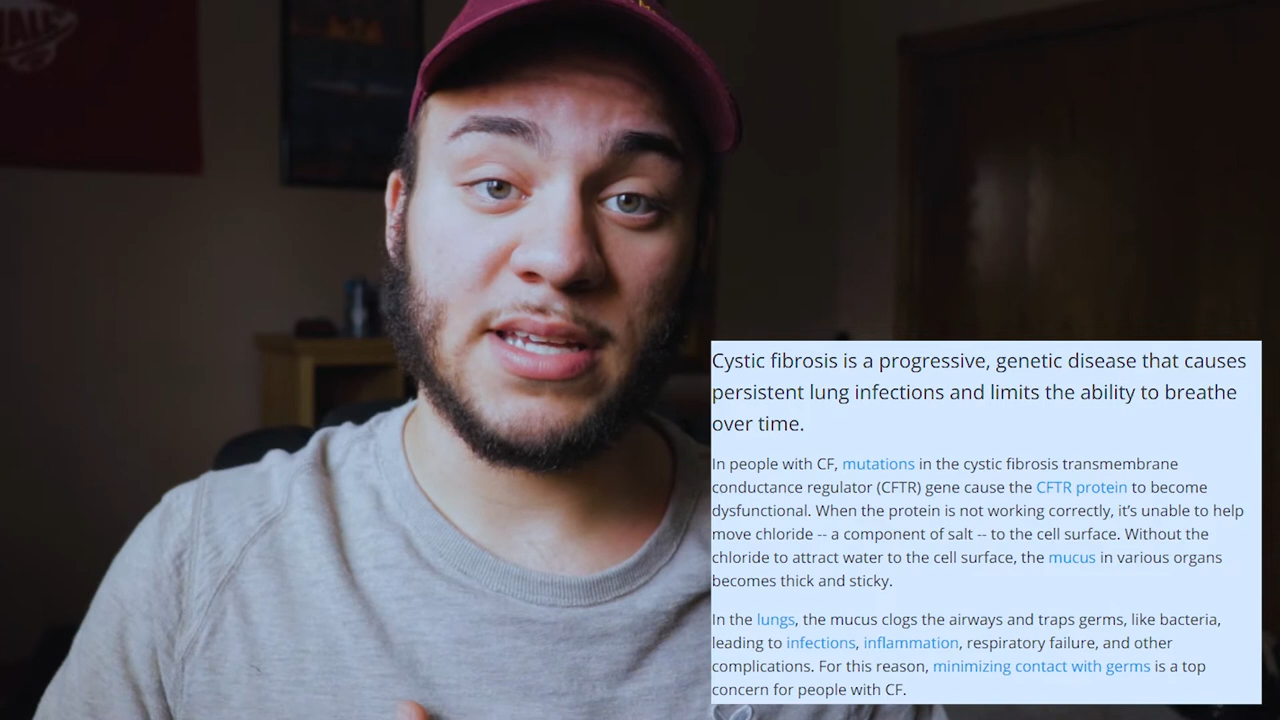 Cystic fibrosis is a progressive, genetic disease that causes
persistent lung infections and limits the ability to breathe
over time.
In people with CF, mutations in the cystic fibrosis transmembrane
conductance regulator (CFTR) gene cause the CFTR protein to become
dysfunctional. When the protein is not working correctly, it’s unable to help
move chloride -- a component of salt -- to the cell surface. Without the
chloride to attract water to the cell surface, the mucus in various organs
becomes thick and sticky.
In the lungs, the mucus clogs the airways and traps germs, like bacteria,
leading to infections, inflammation, respiratory failure, and other
complications. For this reason, minimizing contact with germs is a top
concern for people with CF.